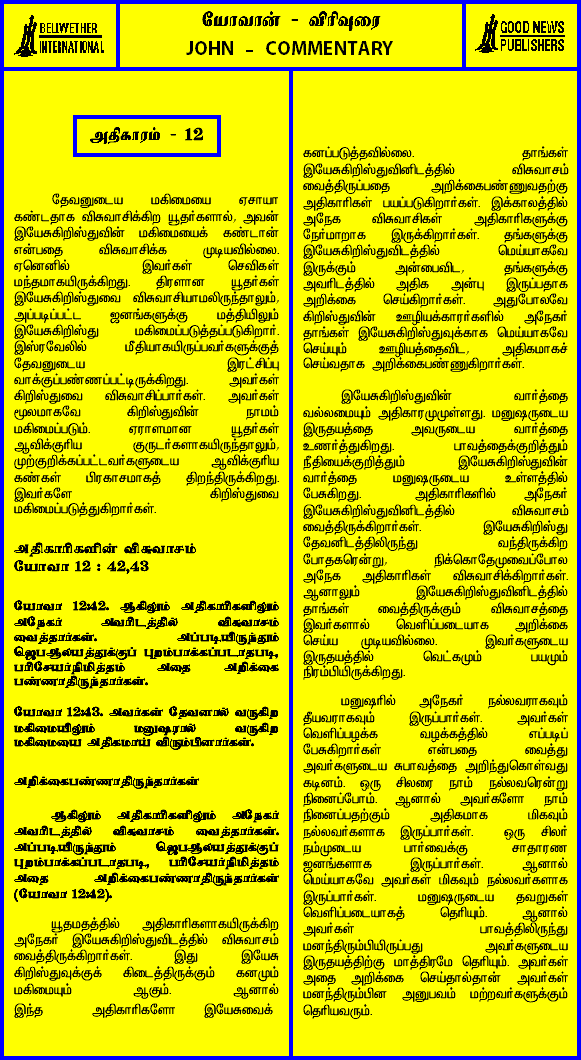 BELWETHER
INTERNATIONAL
யோவான் - விரிவுரை
JOHN - COMMENTARY
GOOD NEWS
PUBLISHERS
அதிகாரம் - 12
தேவனுடைய மகிமையை ஏசாயா
கண்டதாக விசுவாசிக்கிற யூதர்களால், அவன்
இயேசுகிறிஸ்துவின் மகிமையைக் கண்டான்
என்பதை விசுவாசிக்க முடியவில்லை.
ஏனெனில் இவர்கள் செவிகள்
மந்தமாகயிருக்கிறது. திரளான யூதர்கள்
இயேசுகிறிஸ்துவை விசுவாசியாமலிருந்தாலும்,
அப்படிப்பட்ட ஜனங்களுக்கு மத்தியிலும்
இயேசுகிறிஸ்து மகிமைப்படுத்தப்படுகிறார்.
இஸ்ரவேலில் மீதியாகயிருப்பவர்களுக்குத்
தேவனுடைய இரட்சிப்பு
வாக்குப்பண்ணப்பட்டிருக்கிறது. அவர்கள்
கிறிஸ்துவை விசுவாசிப்பார்கள். அவர்கள்
மூலமாகவே கிறிஸ்துவின் நாமம்
மகிமைப்படும். ஏராளமான யூதர்கள்
ஆவிக்குரிய குருடர்களாகயிருந்தாலும்,
முற்குறிக்கப்பட்டவர்களுடைய ஆவிக்குரிய
கண்கள் பிரகாசமாகத் திறந்திருக்கிறது.
இவர்களே கிறிஸ்துவை
மகிமைப்படுத்துகிறார்கள்.
அதிகாரிகளின் விசுவாசம்
யோவா 12 : 42,43
யோவா 12:42. ஆகிலும் அதிகாரிகளிலும்
அநேகர் அவரிடத்தில் விசுவாசம்
வைத்தார்கள். அப்படியிருந்தும்
ஜெபஆலயத்துக்குப் புறம்பாக்கப்படாதபடி,
பரிசேயர்நிமித்தம் அதை அறிக்கை
பண்ணாதிருந்தார்கள்.
யோவா 12:43. அவர்கள் தேவனால் வருகிற
மகிமையிலும் மனுஷரால் வருகிற
மகிமையை அதிகமாய் விரும்பினார்கள்.
அறிக்கைபண்ணாதிருந்தார்கள்
ஆகிலும் அதிகாரிகளிலும் அநேகர்
அவரிடத்தில் விசுவாசம் வைத்தார்கள்.
அப்படியிருந்தும் ஜெபஆலயத்துக்குப்
புறம்பாக்கப்படாதபடி, பரிசேயர்நிமித்தம்
அதை அறிக்கைபண்ணாதிருந்தார்கள்
(யோவா 12:42).
யூதமதத்தில் அதிகாரிகளாகயிருக்கிற
அநேகர் இயேசுகிறிஸ்துவிடத்தில் விசுவாசம்
வைத்திருக்கிறார்கள். இது இயேசு
கிறிஸ்துவுக்குக் கிடைத்திருக்கும் கனமும்
மகிமையும் ஆகும். ஆனால்
இந்த அதிகாரிகளோ இயேசுவைக்
கனப்படுத்தவில்லை. தாங்கள்
இயேசுகிறிஸ்துவினிடத்தில் விசுவாசம்
வைத்திருப்பதை அறிக்கைபண்ணுவதற்கு
அதிகாரிகள் பயப்படுகிறார்கள். இக்காலத்தில்
அநேக விசுவாசிகள் அதிகாரிகளுக்கு
நேர்மாறாக இருக்கிறார்கள். தங்களுக்கு
இயேசுகிறிஸ்துவிடத்தில் மெய்யாகவே
இருக்கும் அன்பைவிட, தங்களுக்கு
அவரிடத்தில் அதிக அன்பு இருப்பதாக
அறிக்கை செய்கிறார்கள். அதுபோலவே
கிறிஸ்துவின் ஊழியக்காரர்களில் அநேகர்
தாங்கள் இயேசுகிறிஸ்துவுக்காக மெய்யாகவே
செய்யும் ஊழியத்தைவிட, அதிகமாகச்
செய்வதாக அறிக்கைபண்ணுகிறார்கள்.
இயேசுகிறிஸ்துவின் வார்த்தை
வல்லமையும் அதிகாரமுமுள்ளது. மனுஷருடைய
இருதயத்தை அவருடைய வார்த்தை
உணர்த்துகிறது. பாவத்தைக்குறித்தும்
நீதியைக்குறித்தும் இயேசுகிறிஸ்துவின்
வார்த்தை மனுஷருடைய உள்ளத்தில்
பேசுகிறது. அதிகாரிகளில் அநேகர்
இயேசுகிறிஸ்துவினிடத்தில் விசுவாசம்
வைத்திருக்கிறார்கள். இயேசுகிறிஸ்து
தேவனிடத்திலிருந்து வந்திருக்கிற
போதகரென்று, நிக்கொதேமுவைப்போல
அநேக அதிகாரிகள் விசுவாசிக்கிறார்கள்.
ஆனாலும் இயேசுகிறிஸ்துவினிடத்தில்
தாங்கள் வைத்திருக்கும் விசுவாசத்தை
இவர்களால் வெளிப்படையாக அறிக்கை
செய்ய முடியவில்லை. இவர்களுடைய
இருதயத்தில் வெட்கமும் பயமும்
நிரம்பியிருக்கிறது.
மனுஷரில் அநேகர் நல்லவராகவும்
தீயவராகவும் இருப்பார்கள். அவர்கள்
வெளிப்பழக்க வழக்கத்தில் எப்படிப்
பேசுகிறார்கள் என்பதை வைத்து
அவர்களுடைய சுபாவத்தை அறிந்துகொள்வது
கடினம். ஒரு சிலரை நாம் நல்லவரென்று
நினைப்போம். ஆனால் அவர்களோ நாம்
நினைப்பதற்கும் அதிகமாக மிகவும்
நல்லவர்களாக இருப்பார்கள். ஒரு சிலர்
நம்முடைய பார்வைக்கு சாதாரண
ஜனங்களாக இருப்பார்கள். ஆனால்
மெய்யாகவே அவர்கள் மிகவும் நல்லவர்களாக
இருப்பார்கள். மனுஷருடைய தவறுகள்
வெளிப்படையாகத் தெரியும். ஆனால்
அவர்கள் பாவத்திலிருந்து
மனந்திரும்பியிருப்பது அவர்களுடைய
இருதயத்திற்கு மாத்திரமே தெரியும். அவர்கள்
அதை அறிக்கை செய்தால்தான் அவர்கள்
மனந்திரும்பின அனுபவம் மற்றவர்களுக்கும்
தெரியவரும்.